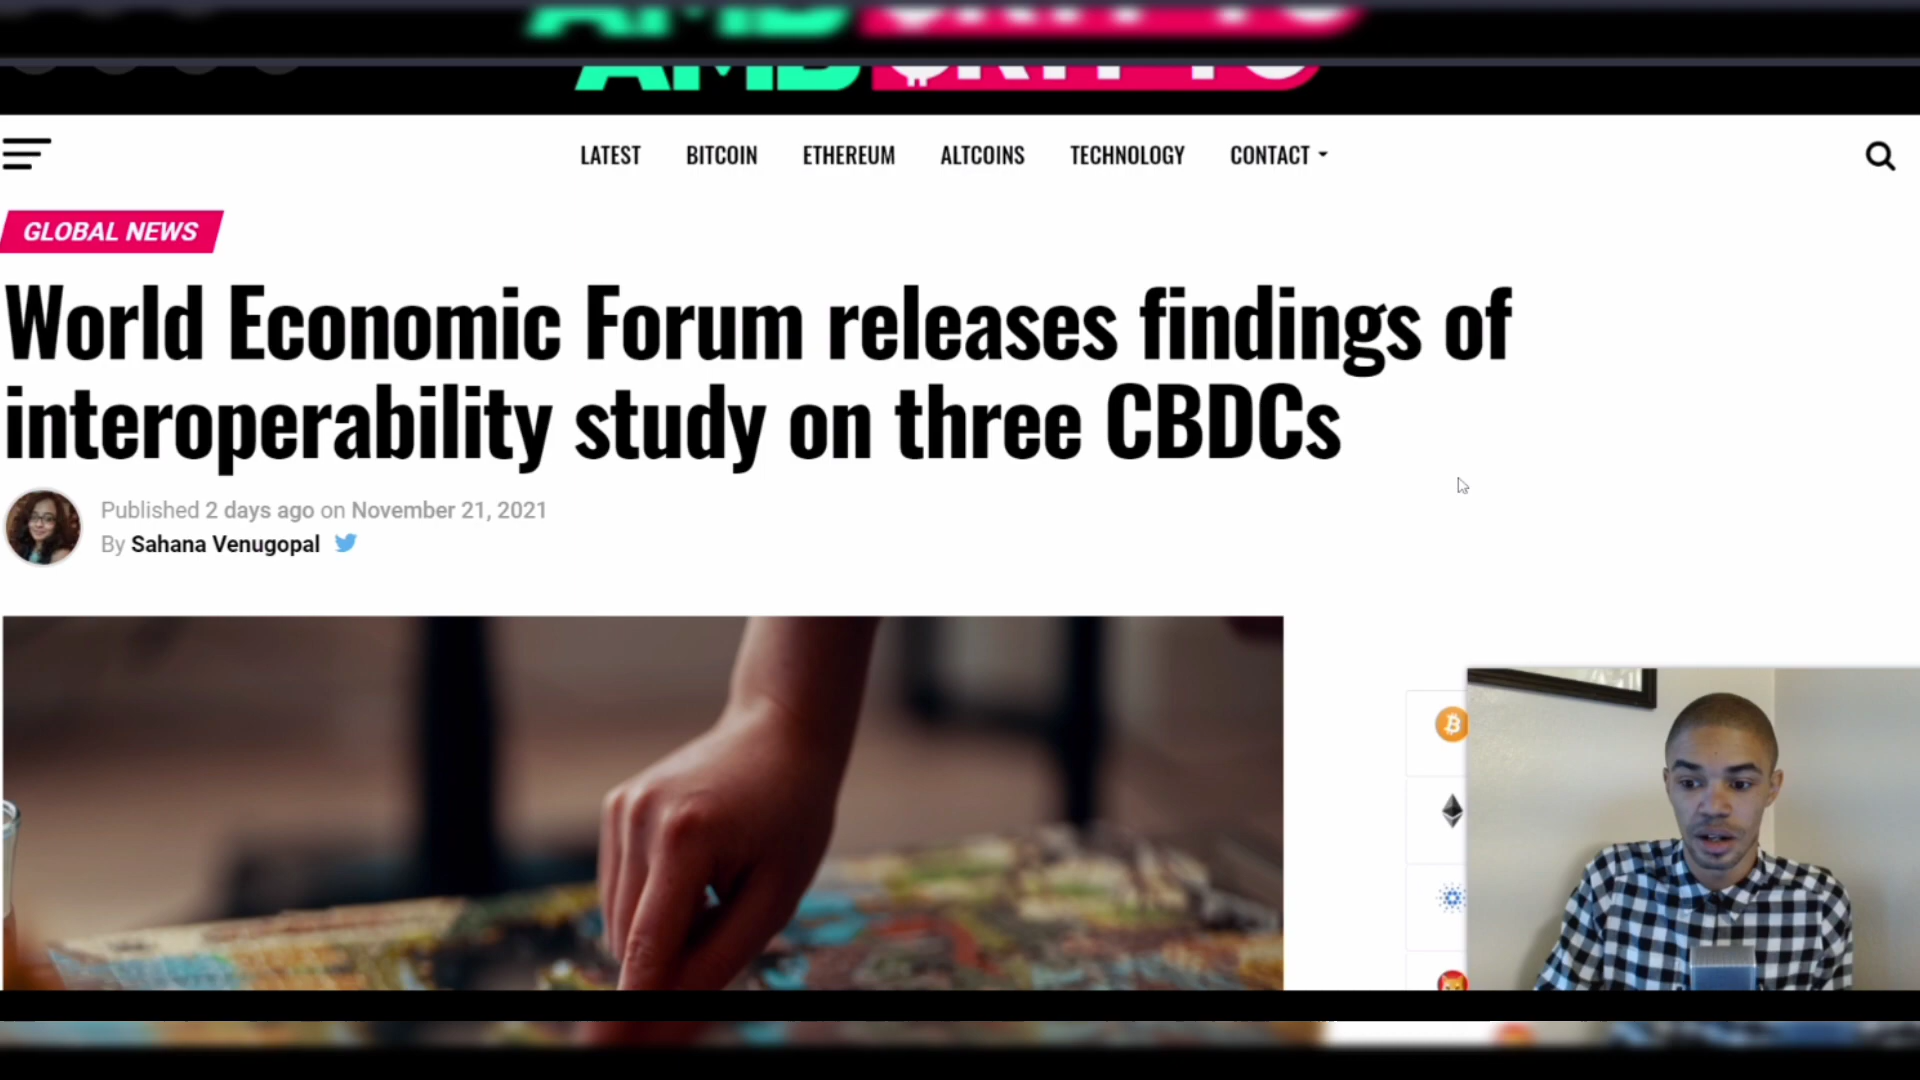 LATEST BITCOIN ETHEREUM ALTCOINS TECHNOLOGY CONTACT
GLOBAL NEWS
World Economic Forum releases findings of
interoperability study on three CBDCs
Published 2 days ago on November 21, 2021
By Sahana Venugopal